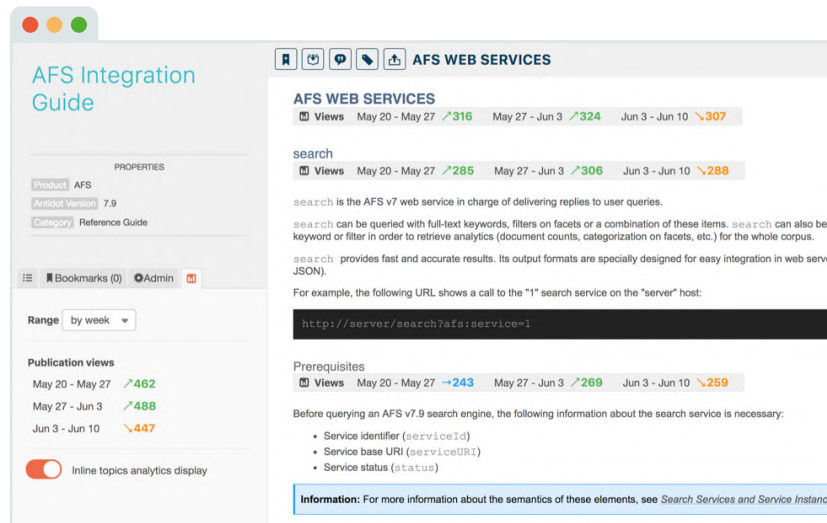 AFS WEB SERVICES
AFS Integration
Guide
PROPERTIES
Product AFS
Antidot Version 7.9
Category Reference Guide
Bookmarks (0) Admin
Range by week
Publication views
May 20 - May 27 ↗462
May 27 - Jun 3 ↗488
Jun 3 - Jun 10 ↘447
Inline topics analytics display
AFS WEB SERVICES
Views May 20 - May 27 ↗316 May 27 - Jun 3 ↗324 Jun 3 - Jun 10 ↘307
search
Views May 20 - May 27 ↗285 May 27 - Jun 3 ↗306 Jun 3 - Jun 10 ↘288
search is the AFS v7 web service in charge of delivering replies to user queries.
search can be queried with full-text keywords, filters on facets or a combination of these items. search can also be
keyword or filter in order to retrieve analytics (document counts, categorization on facets, etc.) for the whole corpus.
search provides fast and accurate results. Its output formats are specially designed for easy integration in web serve
JSON).
For example, the following URL shows a call to the "1" search service on the "server" host:
http://server/search?afs:service=1
Prerequisites
Views May 20 - May 27 →243 May 27 - Jun 3 ↗269 Jun 3 - Jun 10 ↘259
Before querying an AFS v7.9 search engine, the following information about the search service is necessary:
• Service identifier (serviceId)
• Service base URI (serviceURI)
• Service status (status)
Information: For more information about the semantics of these elements, see Search Services and Service Instanc